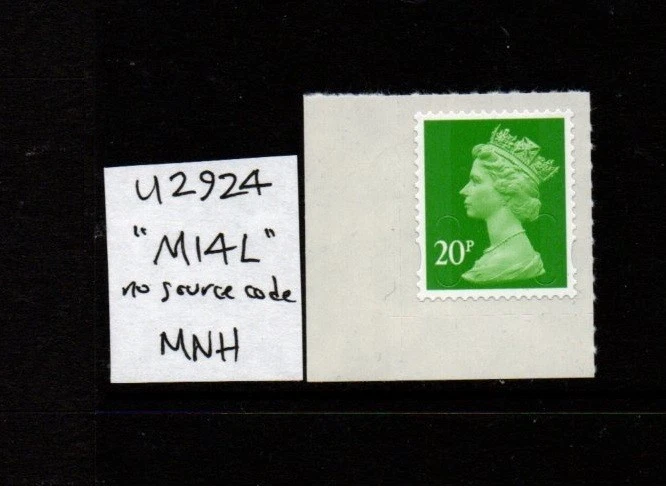 U2924
"M14L"
no source code
MNH
20P